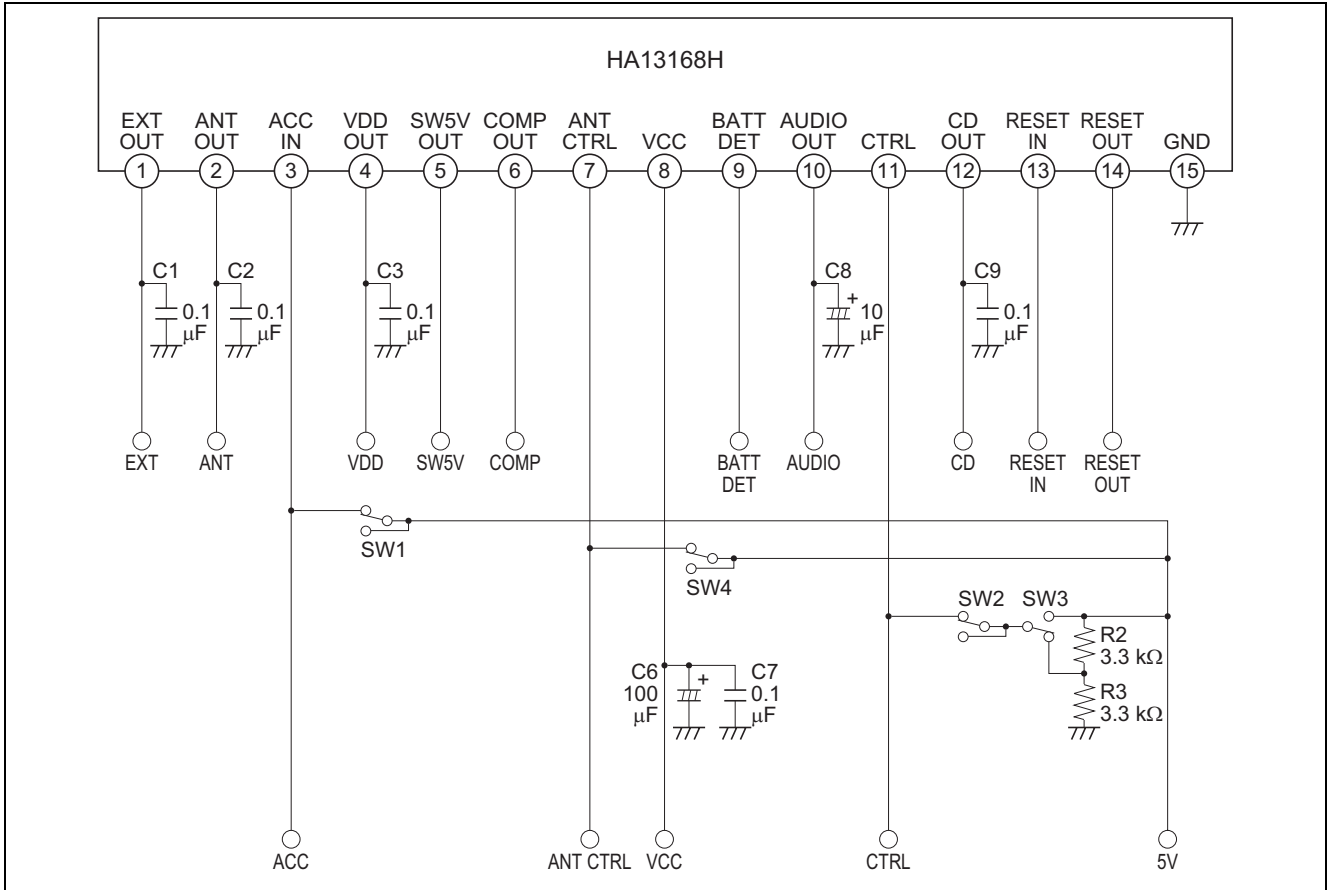 HA13168H
EXT OUT
ANT OUT
ACC IN
VDD OUT
SW5V OUT
COMP OUT
ANT CTRL
VCC
BATT DET
AUDIO OUT
CTRL
CD OUT
RESET IN
RESET OUT
GND
1 2 3 4 5 6 7 8 9 10 11 12 13 14 15
C1
0.1
μF
C2
0.1
μF
C3
0.1
μF
C8
+
10
μF
C9
0.1
μF
EXT
ANT
VDD
SW5V
COMP
BATT
DET
AUDIO
CD
RESET
IN
RESET
OUT
SW1
SW4
SW2
SW3
R2
3.3 kΩ
R3
3.3 kΩ
C6
100
μF
+
C7
0.1
μF
ACC
ANT CTRL
VCC
CTRL
5V